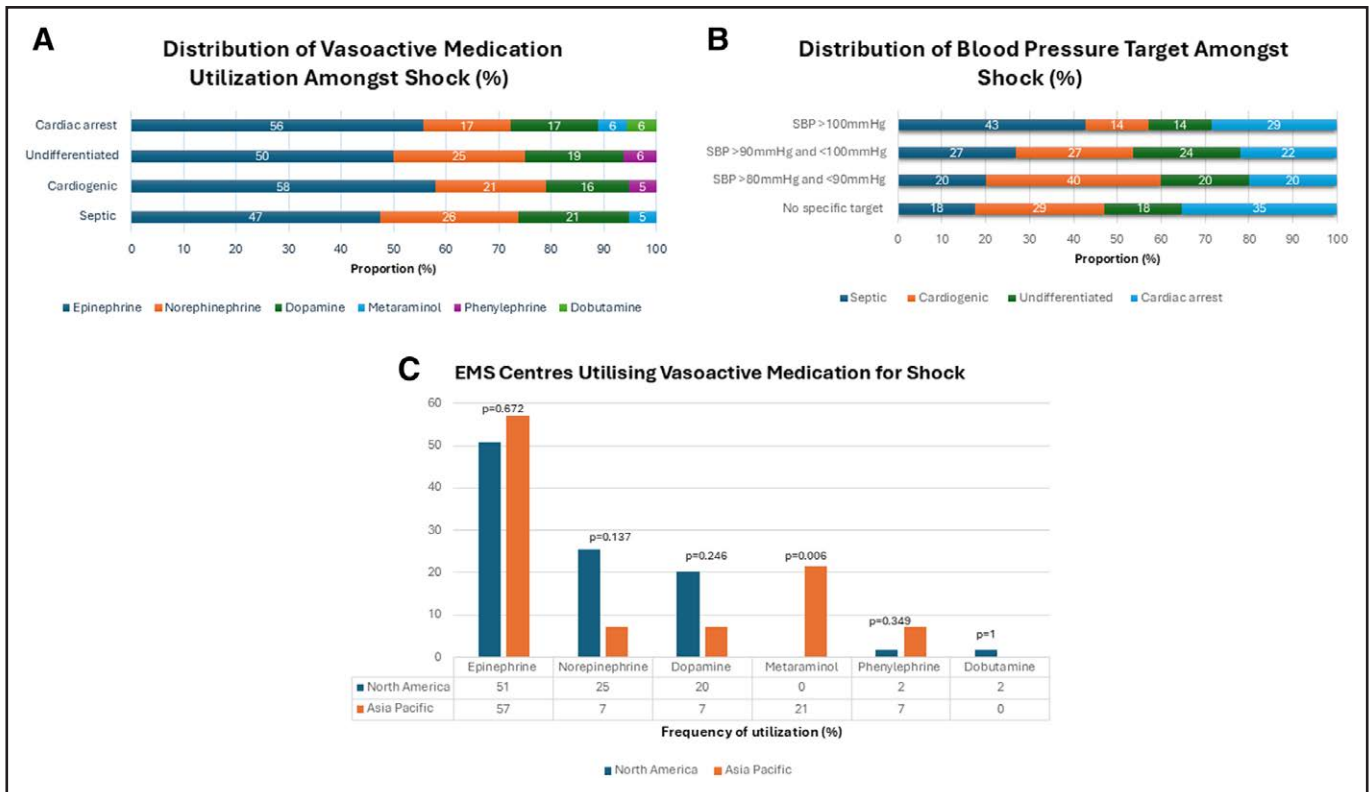 A
Distribution of Vasoactive Medication
Utilization Amongst Shock (%)
Cardiac arrest 56 17 17 6 6
Undifferentiated 50 25 19 6
Cardiogenic 58 21 16 5
Septic 47 26 21 5
0 10 20 30 40 50 60 70 80 90 100
Proportion (%)
Epinephrine Norephinephrine Dopamine Metaraminol Phenylephrine Dobutamine
B
Distribution of Blood Pressure Target Amongst
Shock (%)
SBP >100mmHg 43 14 14 29
SBP >90mmHg and <100mmHg 27 27 24 22
SBP >80mmHg and <90mmHg 20 40 20 20
No specific target 18 29 18 35
0 10 20 30 40 50 60 70 80 90 100
Proportion (%)
Septic Cardiogenic Undifferentiated Cardiac arrest
C
EMS Centres Utilising Vasoactive Medication for Shock
60
50
40
30
20
10
0
p=0.672
p=0.137
p=0.246
p=0.006
p=0.349
p=1
Epinephrine Norepinephrine Dopamine Metaraminol Phenylephrine Dobutamine
North America 51 25 20 0 2 2
Asia Pacific 57 7 7 21 7 0
Frequency of utilization (%)
North America Asia Pacific